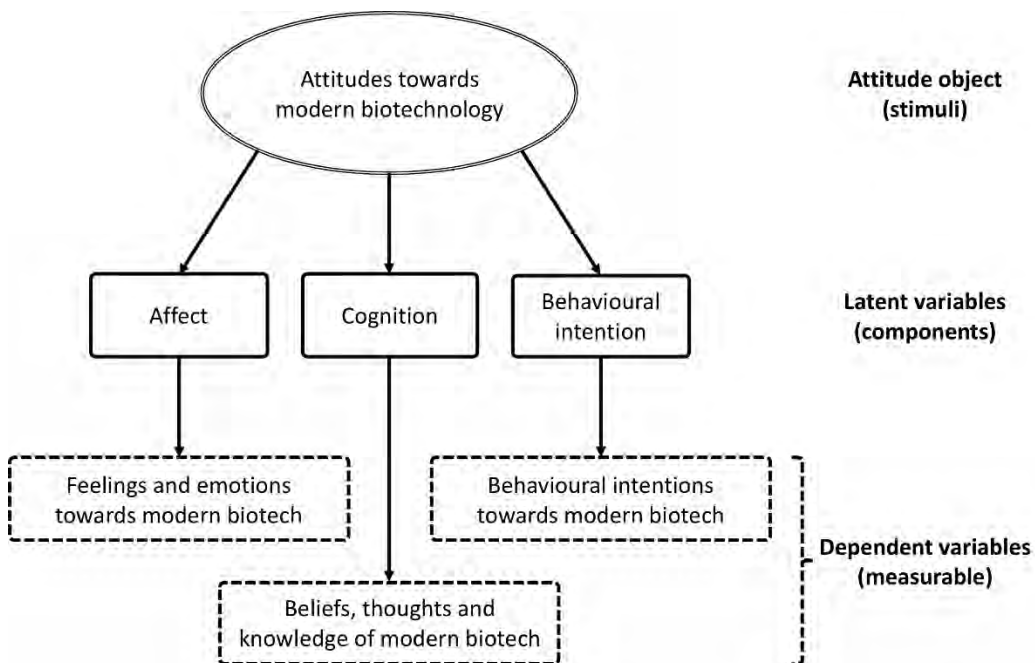 Attitudes towards
modern biotechnology
Attitude object
(stimuli)
Affect
Cognition
Behavioural
intention
Latent variables
(components)
Feelings and emotions
towards modern biotech
Behavioural intentions
towards modern biotech
Dependent variables
(measurable)
Beliefs, thoughts and
knowledge of modern biotech